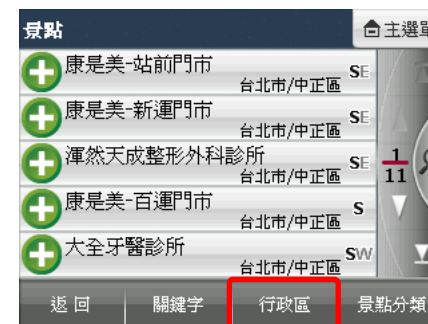 景點 主選單
康是美-站前門市 SE
台北市/中正區
康是美-新運門市 SE
台北市/中正區
渾然天成整形外科診所 SE
台北市/中正區
1
11
康是美-百運門市 S
台北市/中正區
大全牙醫診所 SW
台北市/中正區
返回 關鍵字 行政區 景點分類